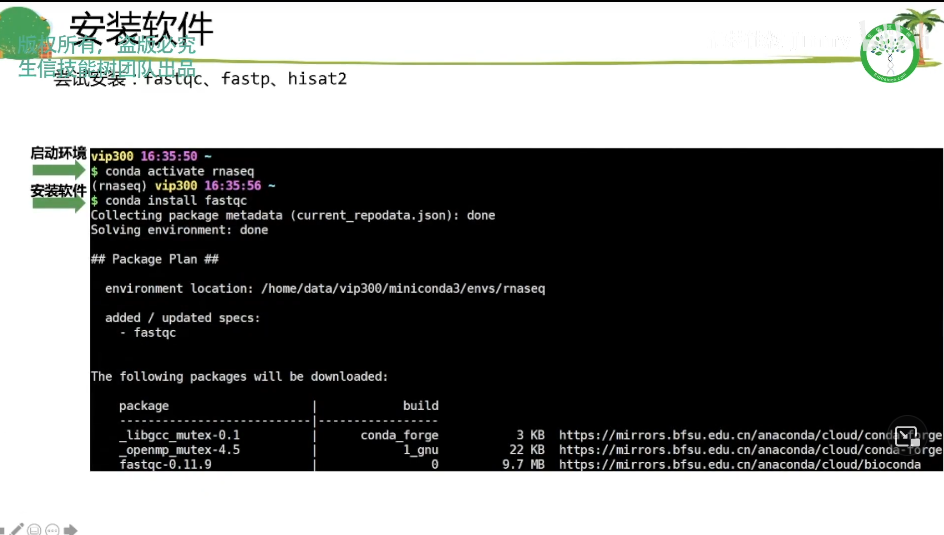 安装软件
版权所有，盗版必究
生信技能树团队出品
尝试安装：fastqc、fastp、hisat2
启动环境
vip300 16:35:50 ~
$ conda activate rnaseq
(rnaseq) vip300 16:35:56 ~
安装软件
$ conda install fastqc
Collecting package metadata (current_repodata.json): done
Solving environment: done
## Package Plan ##
environment location: /home/data/vip300/miniconda3/envs/rnaseq
added / updated specs:
- fastqc
The following packages will be downloaded:
package | build
---------------------------|-----------------
_libgcc_mutex-0.1 | conda_forge 3 KB https://mirrors.bfsu.edu.cn/anaconda/cloud/conda-forge
_openmp_mutex-4.5 | 1_gnu 22 KB https://mirrors.bfsu.edu.cn/anaconda/cloud/conda-forge
fastqc-0.11.9 | 0 9.7 MB https://mirrors.bfsu.edu.cn/anaconda/cloud/bioconda